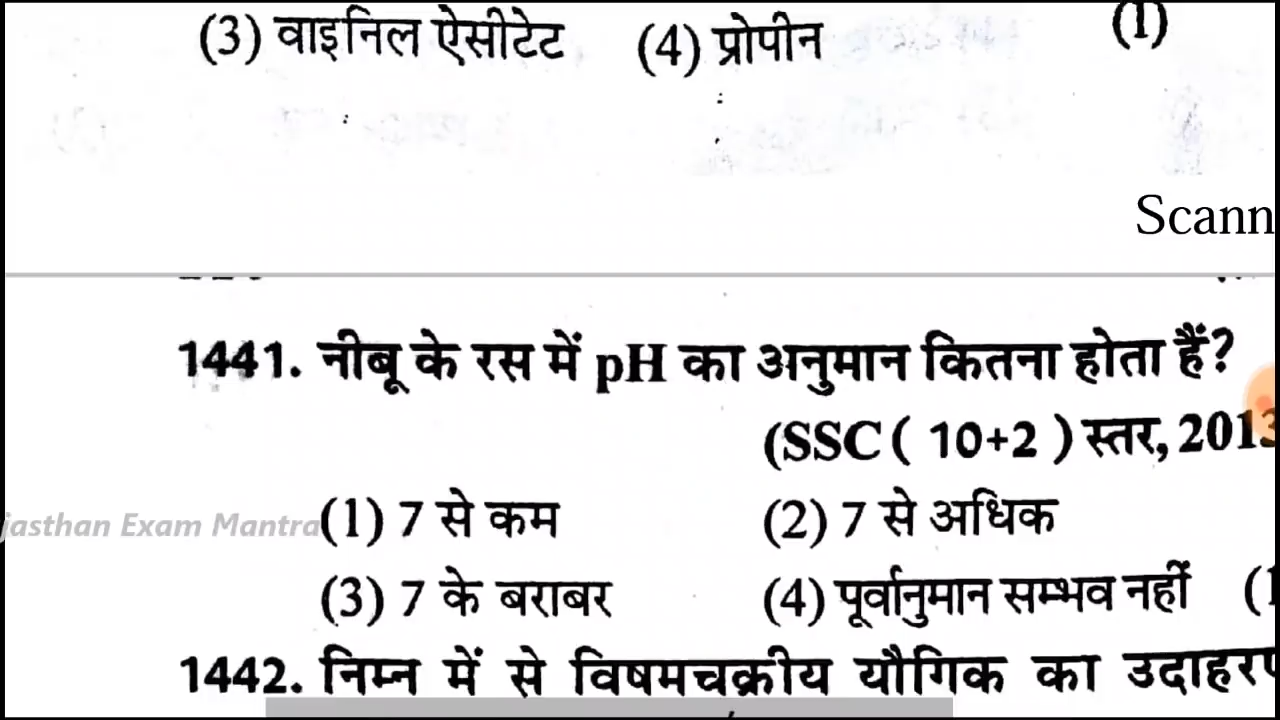 (3) वाइनिल ऐसीटेट (4) प्रोपीन (1)
Scann
1441. नीबू के रस में pH का अनुमान कितना होता हैं?
(SSC ( 10+2 ) स्तर, 2013
jasthan Exam Mantra
(1) 7 से कम (2) 7 से अधिक
(3) 7 के बराबर (4) पूर्वानुमान सम्भव नहीं (1
1442. निम्न में से विषमचक्रीय यौगिक का उदाहरण